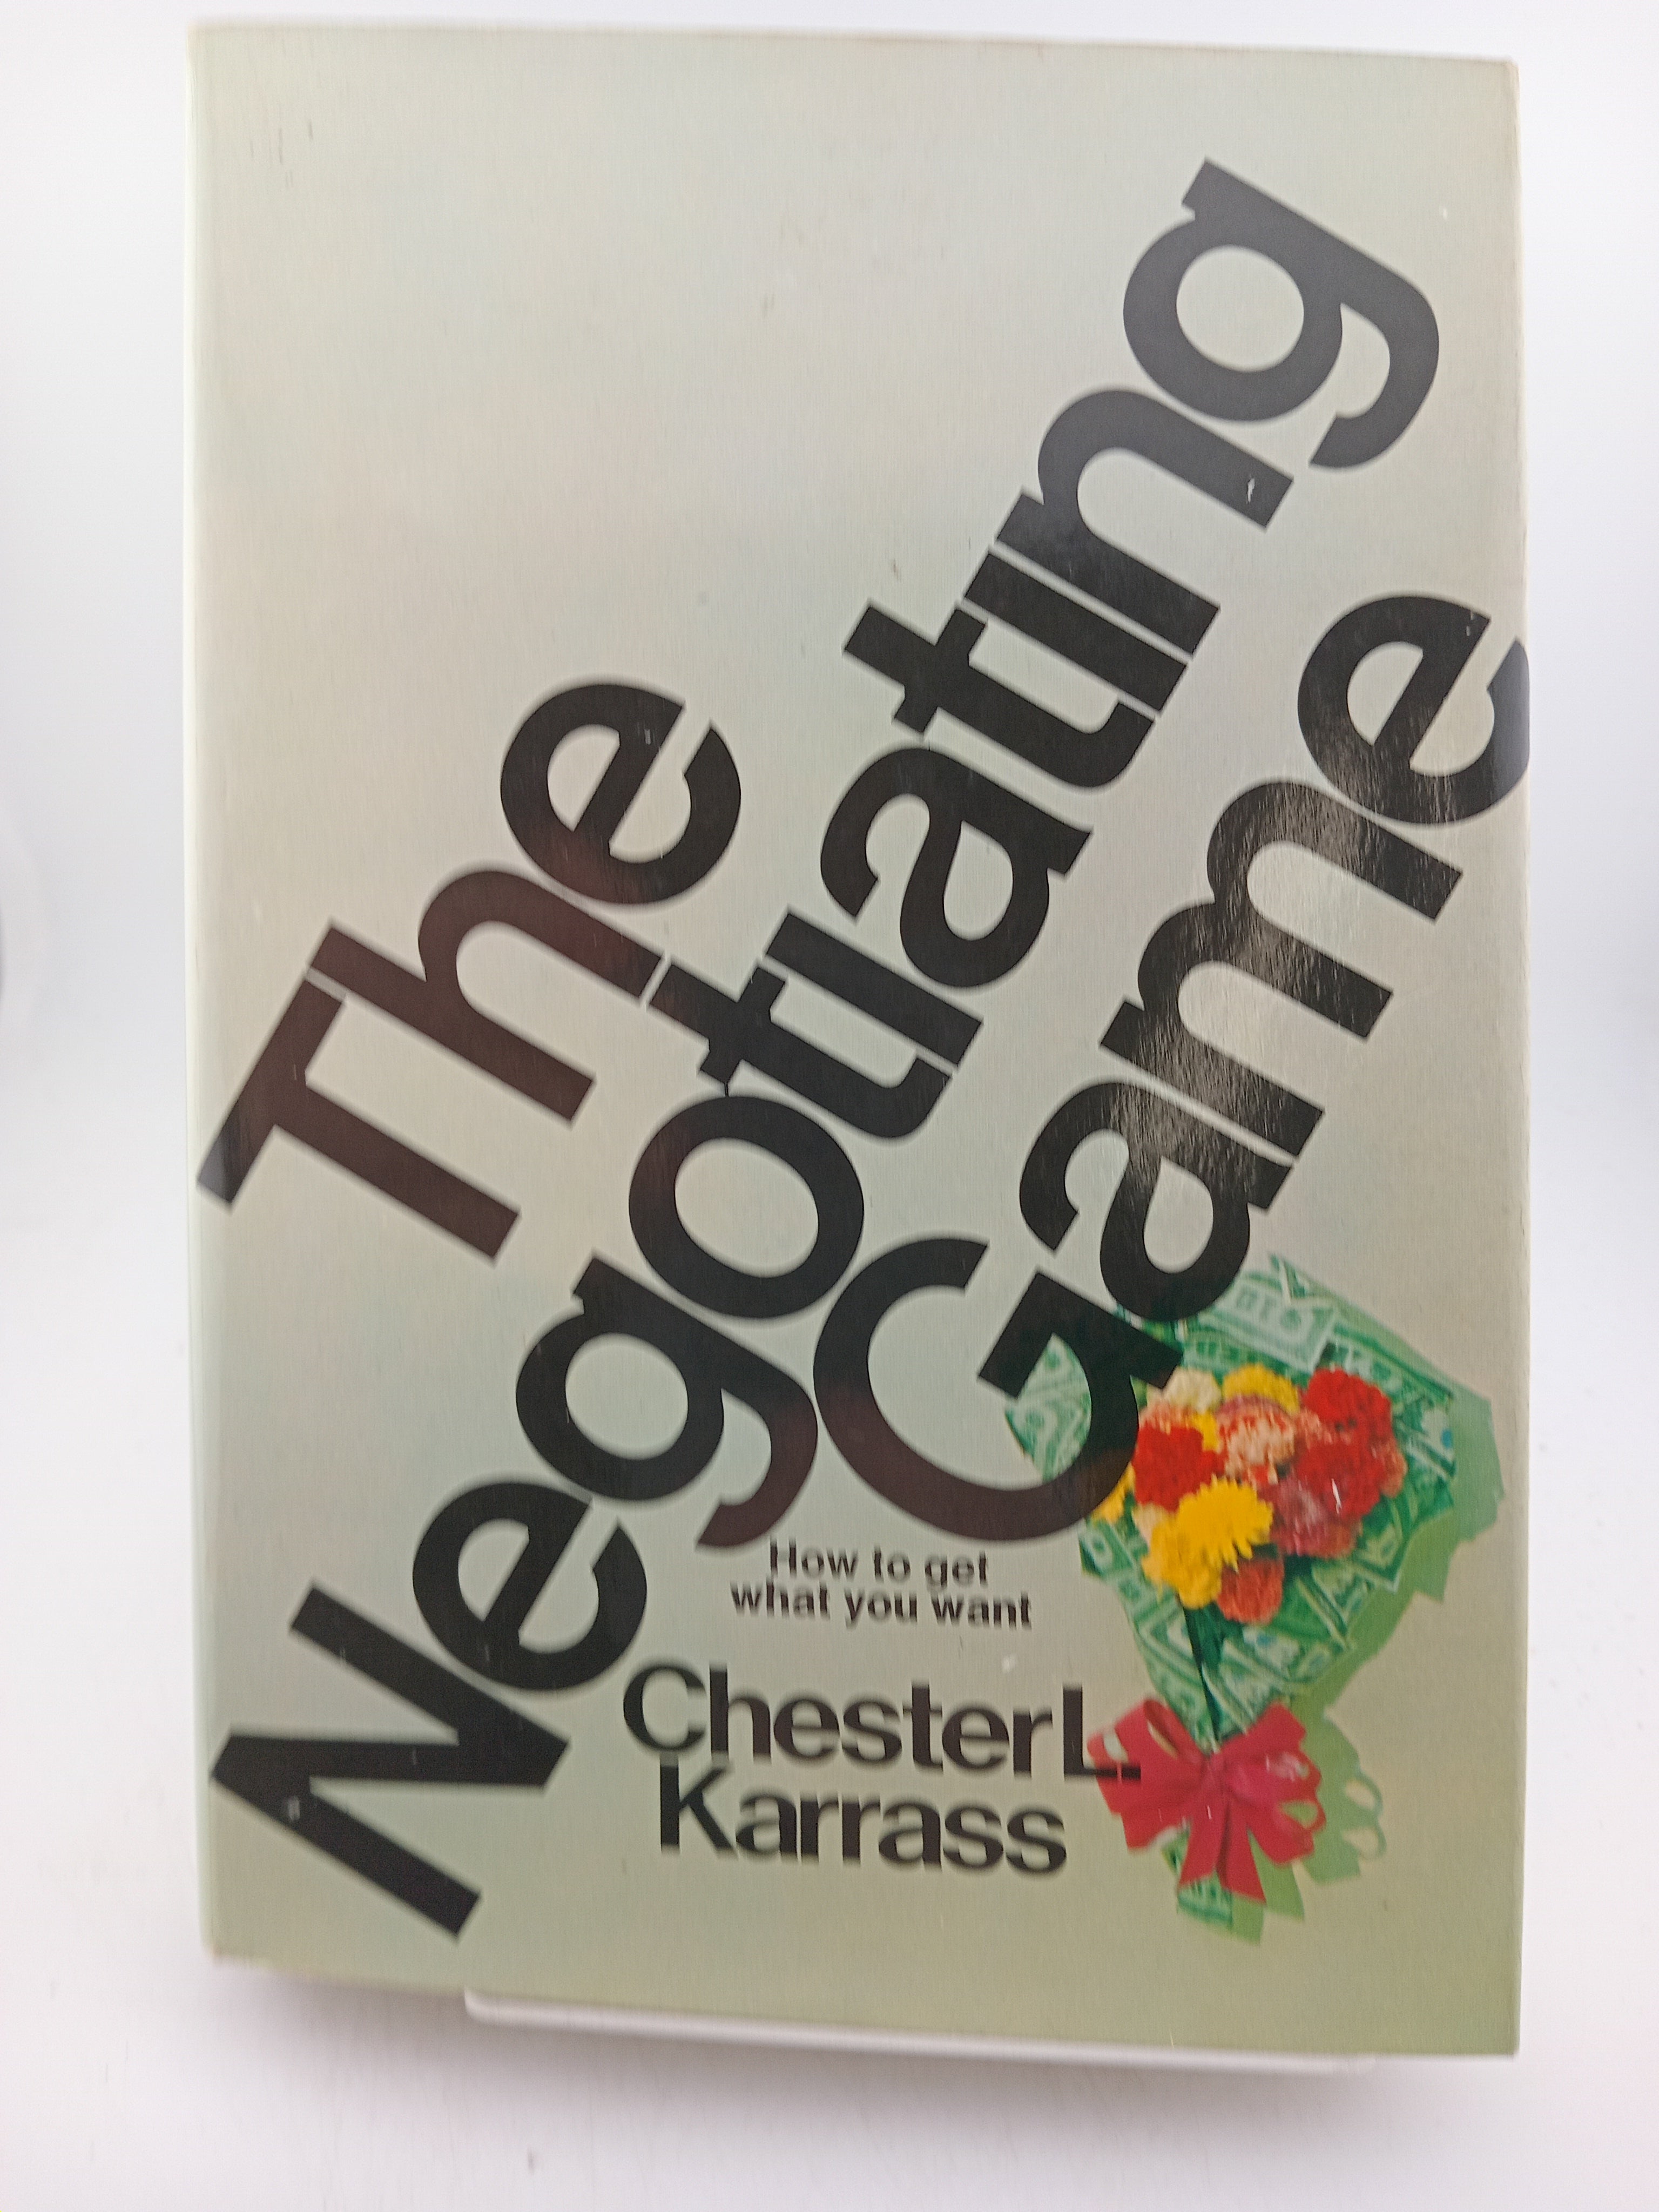 The
Negotiating
Game
How to get
what you want
Chester L.
Karrass